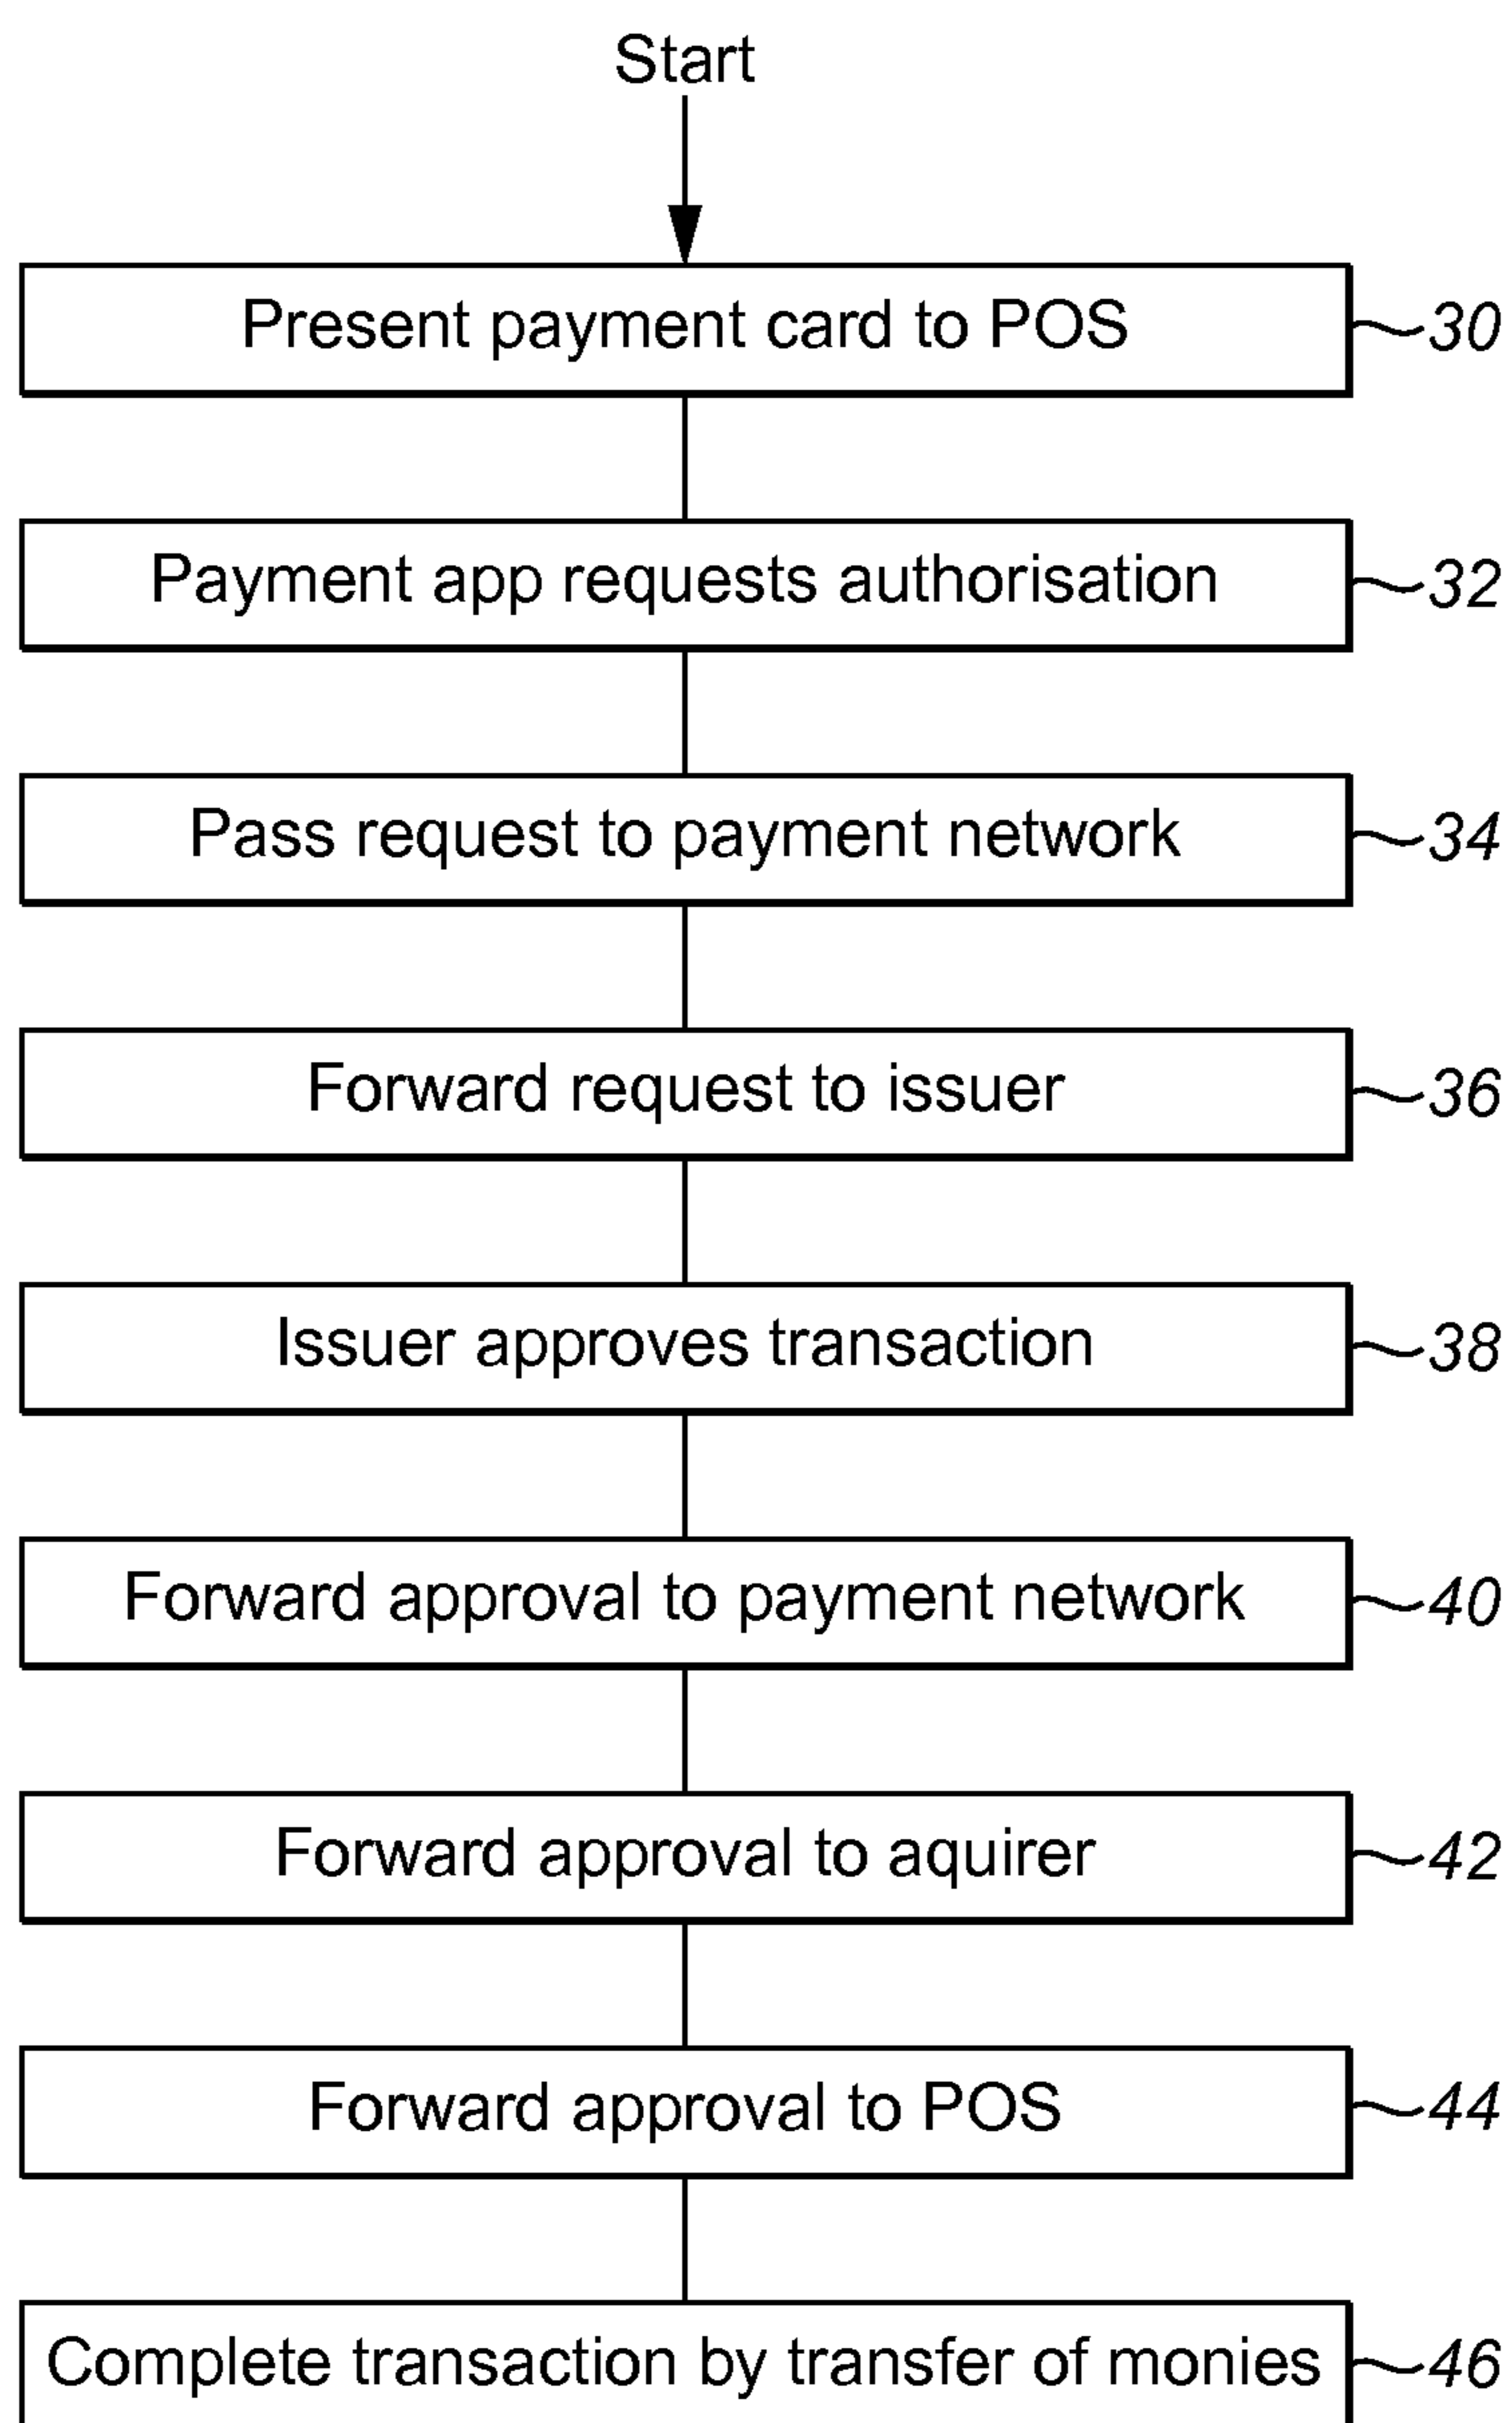 Start
Present payment card to POS 30
Payment app requests authorisation 32
Pass request to payment network 34
Forward request to issuer 36
Issuer approves transaction 38
Forward approval to payment network 40
Forward approval to aquirer 42
Forward approval to POS 44
Complete transaction by transfer of monies 46